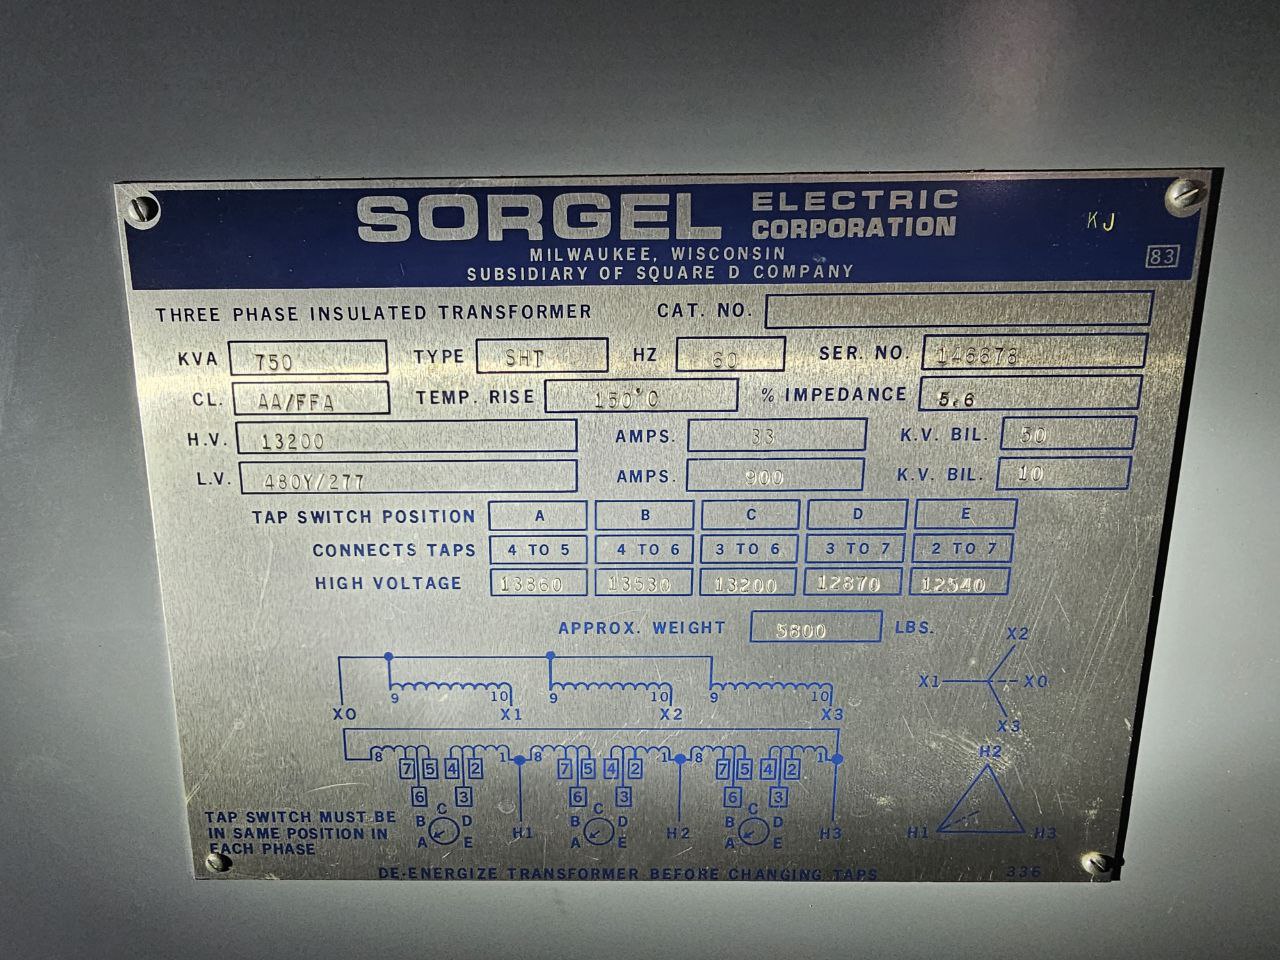 SORGEL ELECTRIC CORPORATION
KJ
MILWAUKEE, WISCONSIN
SUBSIDIARY OF SQUARE D COMPANY
83
THREE PHASE INSULATED TRANSFORMER CAT. NO.
KVA 750 TYPE SHT HZ 60 SER. NO. 146878
CL. AA/FFA TEMP. RISE 150°C % IMPEDANCE 5.6
H.V. 13200 AMPS. 33 K.V. BIL. 50
L.V. 480Y/277 AMPS. 900 K.V. BIL. 10
TAP SWITCH POSITION A B C D E
CONNECTS TAPS 4 TO 5 4 TO 6 3 TO 6 3 TO 7 2 TO 7
HIGH VOLTAGE 13860 13530 13200 12870 12540
APPROX. WEIGHT 5800 LBS.
9 10 9 10 9 10
X0 X1 X2 X3
X2
X1 X0
X3
8 1 8 1 8 1
7 5 4 2 7 5 4 2 7 5 4 2
6 3 6 3 6 3
C C C
B D B D B D
A E A E A E
H1 H2 H3
H2
H1 H3
TAP SWITCH MUST BE
IN SAME POSITION IN
EACH PHASE
DE-ENERGIZE TRANSFORMER BEFORE CHANGING TAPS
336